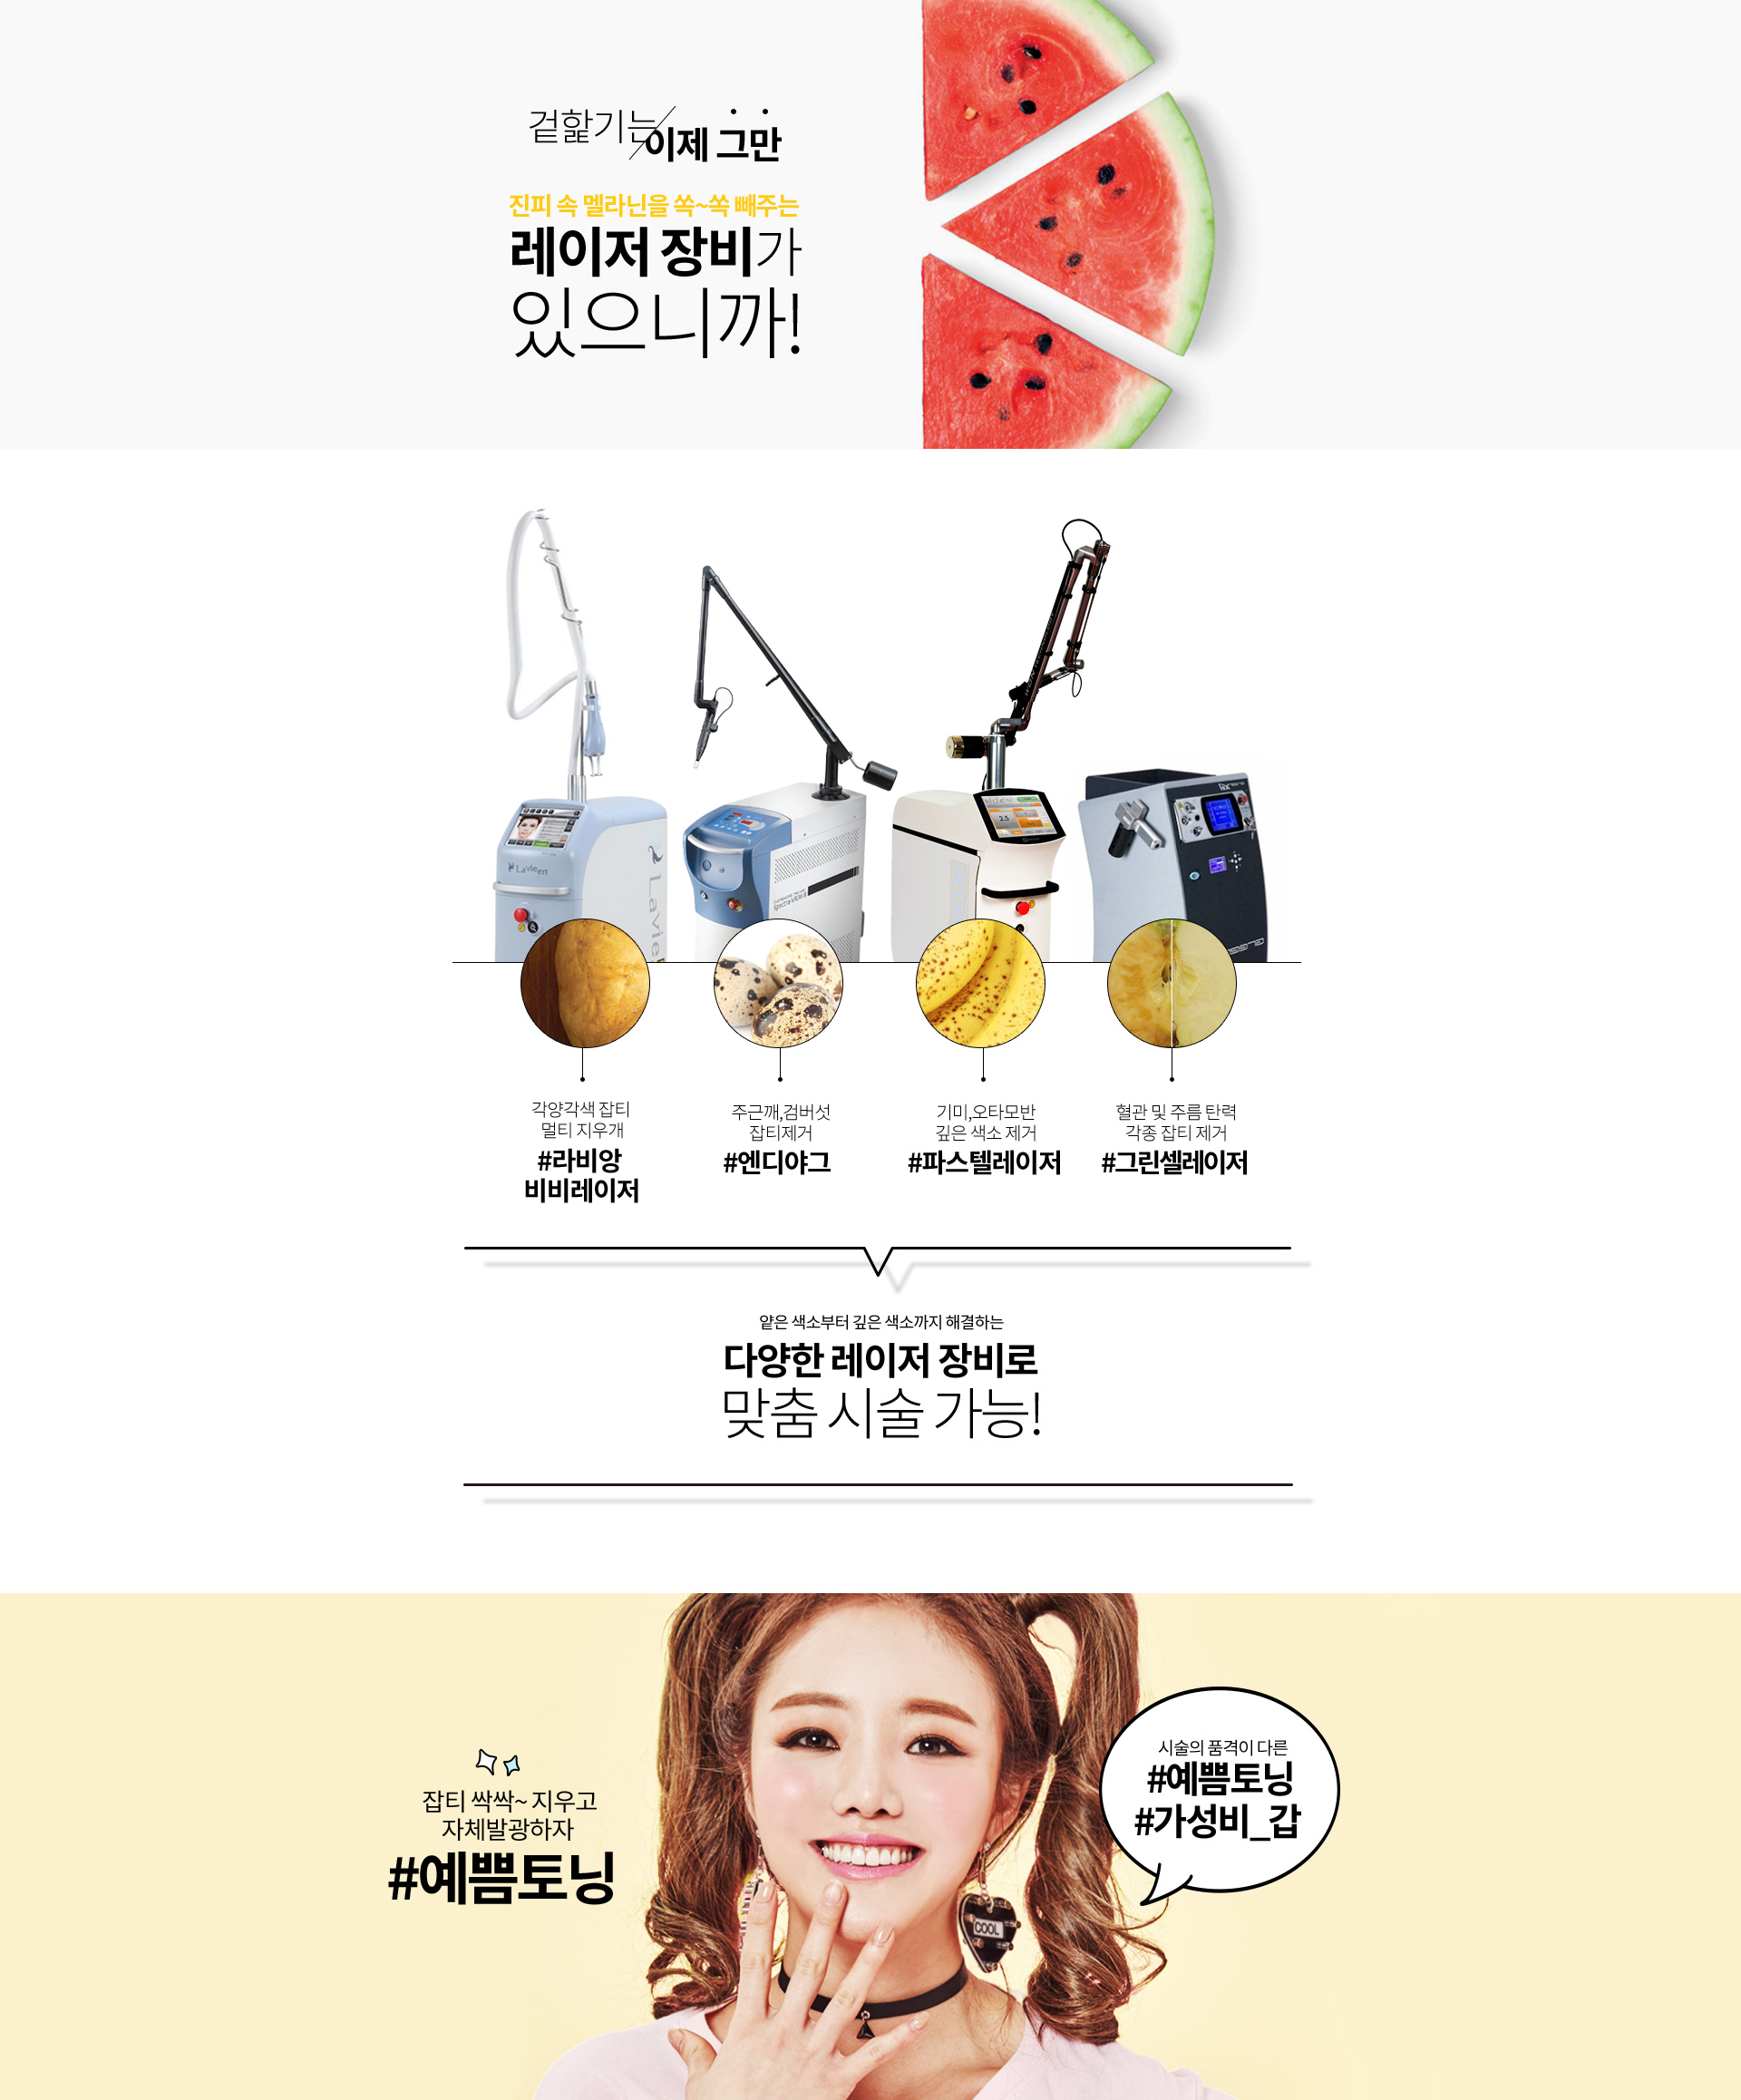 겉핥기는
이제 그만
진피 속 멜라닌을 쏙~쏙 빼주는
레이저 장비가
있으니까!
Lavieen
Lavie
2.5
각양각색 잡티
멀티 지우개
#라비앙
비비레이저
주근깨,검버섯
잡티제거
#엔디야그
기미,오타모반
깊은 색소 제거
#파스텔레이저
혈관 및 주름 탄력
각종 잡티 제거
#그린셀레이저
얕은 색소부터 깊은 색소까지 해결하는
다양한 레이저 장비로
맞춤 시술 가능!
잡티 싹싹~ 지우고
자체발광하자
#예쁨토닝
시술의 품격이 다른
#예쁨토닝
#가성비_갑
COOL